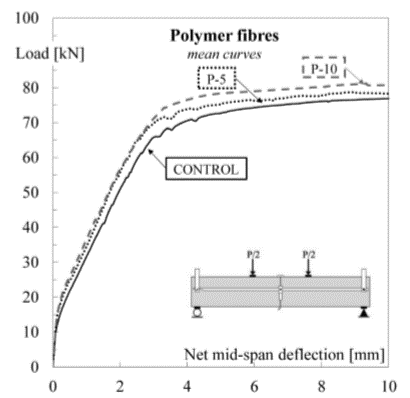 100
Load [kN]
90
80
70
60
50
40
30
20
10
0
Polymer fibres
mean curves
P-5
P-10
CONTROL
P/2 P/2
Net mid-span deflection [mm]
0 2 4 6 8 10